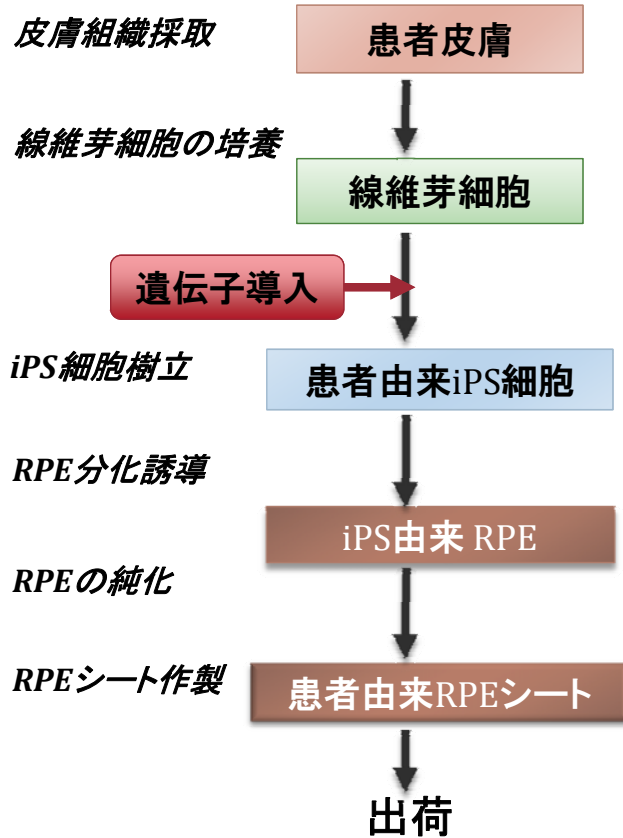 皮膚組織採取
患者皮膚
線維芽細胞の培養
線維芽細胞
遺伝子導入
iPS細胞樹立
患者由来iPS細胞
RPE分化誘導
iPS由来 RPE
RPEの純化
RPEシート作製
患者由来RPEシート
出荷